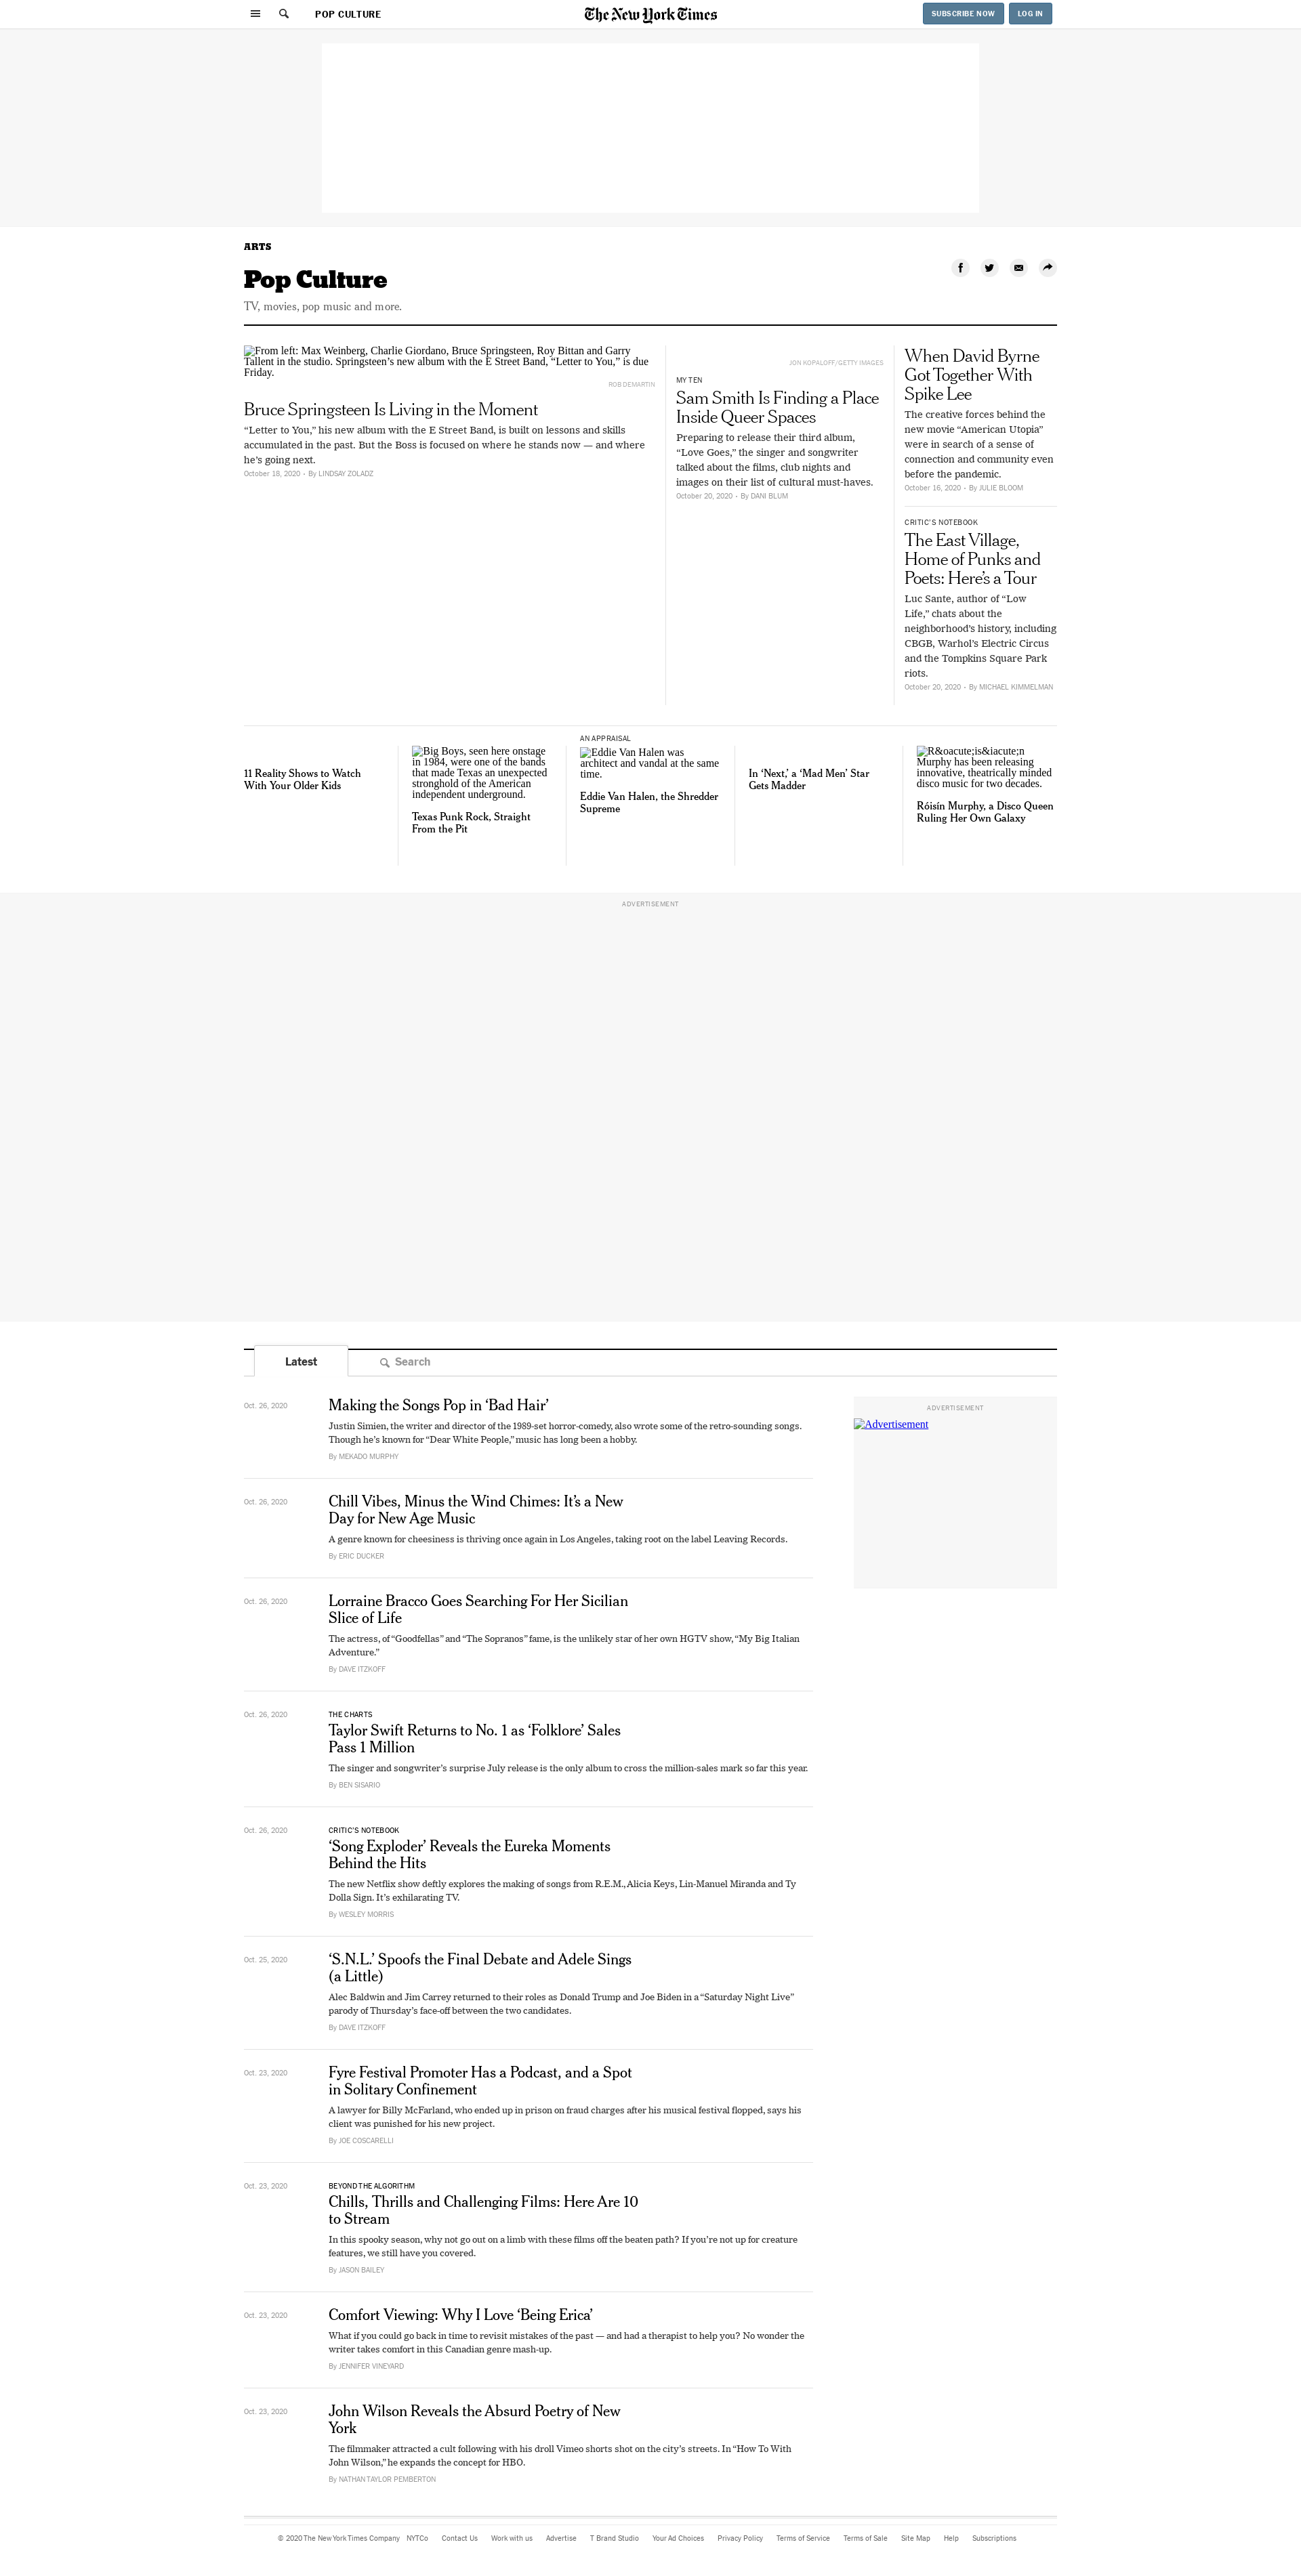 POP CULTURE
The New York Times
SUBSCRIBE NOW
LOG IN
ARTS
Pop Culture
TV, movies, pop music and more.
From left: Max Weinberg, Charlie Giordano, Bruce Springsteen, Roy Bittan and Garry
Tallent in the studio. Springsteen’s new album with the E Street Band, “Letter to You,” is due
Friday.
ROB DEMARTIN
Bruce Springsteen Is Living in the Moment
“Letter to You,” his new album with the E Street Band, is built on lessons and skills
accumulated in the past. But the Boss is focused on where he stands now — and where
he’s going next.
October 18, 2020 - By LINDSAY ZOLADZ
JON KOPALOFF/GETTY IMAGES
MY TEN
Sam Smith Is Finding a Place
Inside Queer Spaces
Preparing to release their third album,
“Love Goes,” the singer and songwriter
talked about the films, club nights and
images on their list of cultural must-haves.
October 20, 2020 - By DANI BLUM
When David Byrne
Got Together With
Spike Lee
The creative forces behind the
new movie “American Utopia”
were in search of a sense of
connection and community even
before the pandemic.
October 16, 2020 - By JULIE BLOOM
CRITIC’S NOTEBOOK
The East Village,
Home of Punks and
Poets: Here’s a Tour
Luc Sante, author of “Low
Life,” chats about the
neighborhood’s history, including
CBGB, Warhol’s Electric Circus
and the Tompkins Square Park
riots.
October 20, 2020 - By MICHAEL KIMMELMAN
11 Reality Shows to Watch
With Your Older Kids
Big Boys, seen here onstage
in 1984, were one of the bands
that made Texas an unexpected
stronghold of the American
independent underground.
Texas Punk Rock, Straight
From the Pit
AN APPRAISAL
Eddie Van Halen was
architect and vandal at the same
time.
Eddie Van Halen, the Shredder
Supreme
In ‘Next,’ a ‘Mad Men’ Star
Gets Madder
R&oacute;is&iacute;n
Murphy has been releasing
innovative, theatrically minded
disco music for two decades.
Róisín Murphy, a Disco Queen
Ruling Her Own Galaxy
ADVERTISEMENT
Latest
Search
ADVERTISEMENT
Advertisement
Oct. 26, 2020
Making the Songs Pop in ‘Bad Hair’
Justin Simien, the writer and director of the 1989-set horror-comedy, also wrote some of the retro-sounding songs.
Though he’s known for “Dear White People,” music has long been a hobby.
By MEKADO MURPHY
Oct. 26, 2020
Chill Vibes, Minus the Wind Chimes: It’s a New
Day for New Age Music
A genre known for cheesiness is thriving once again in Los Angeles, taking root on the label Leaving Records.
By ERIC DUCKER
Oct. 26, 2020
Lorraine Bracco Goes Searching For Her Sicilian
Slice of Life
The actress, of “Goodfellas” and “The Sopranos” fame, is the unlikely star of her own HGTV show, “My Big Italian
Adventure.”
By DAVE ITZKOFF
Oct. 26, 2020
THE CHARTS
Taylor Swift Returns to No. 1 as ‘Folklore’ Sales
Pass 1 Million
The singer and songwriter’s surprise July release is the only album to cross the million-sales mark so far this year.
By BEN SISARIO
Oct. 26, 2020
CRITIC’S NOTEBOOK
‘Song Exploder’ Reveals the Eureka Moments
Behind the Hits
The new Netflix show deftly explores the making of songs from R.E.M., Alicia Keys, Lin-Manuel Miranda and Ty
Dolla Sign. It’s exhilarating TV.
By WESLEY MORRIS
Oct. 25, 2020
‘S.N.L.’ Spoofs the Final Debate and Adele Sings
(a Little)
Alec Baldwin and Jim Carrey returned to their roles as Donald Trump and Joe Biden in a “Saturday Night Live”
parody of Thursday’s face-off between the two candidates.
By DAVE ITZKOFF
Oct. 23, 2020
Fyre Festival Promoter Has a Podcast, and a Spot
in Solitary Confinement
A lawyer for Billy McFarland, who ended up in prison on fraud charges after his musical festival flopped, says his
client was punished for his new project.
By JOE COSCARELLI
Oct. 23, 2020
BEYOND THE ALGORITHM
Chills, Thrills and Challenging Films: Here Are 10
to Stream
In this spooky season, why not go out on a limb with these films off the beaten path? If you’re not up for creature
features, we still have you covered.
By JASON BAILEY
Oct. 23, 2020
Comfort Viewing: Why I Love ‘Being Erica’
What if you could go back in time to revisit mistakes of the past — and had a therapist to help you? No wonder the
writer takes comfort in this Canadian genre mash-up.
By JENNIFER VINEYARD
Oct. 23, 2020
John Wilson Reveals the Absurd Poetry of New
York
The filmmaker attracted a cult following with his droll Vimeo shorts shot on the city’s streets. In “How To With
John Wilson,” he expands the concept for HBO.
By NATHAN TAYLOR PEMBERTON
© 2020 The New York Times Company NYTCo Contact Us Work with us Advertise T Brand Studio Your Ad Choices Privacy Policy Terms of Service Terms of Sale Site Map Help Subscriptions